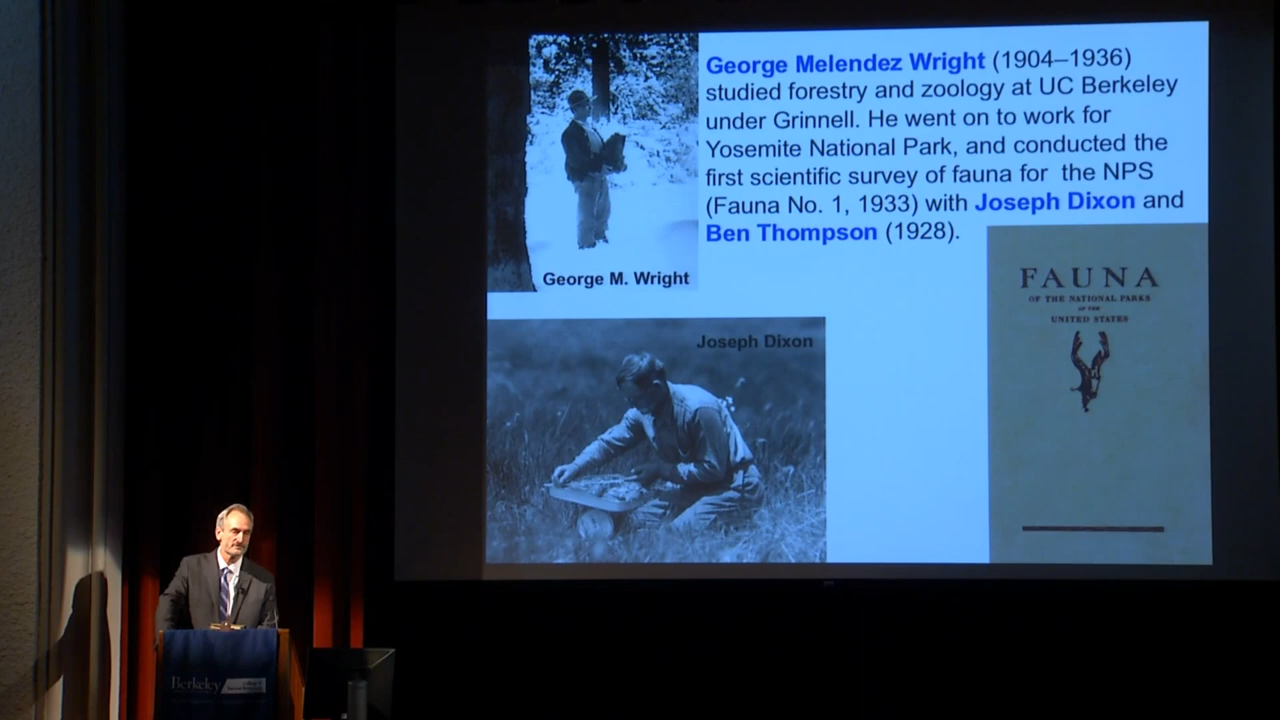 George Melendez Wright (1904–1936)
studied forestry and zoology at UC Berkeley
under Grinnell. He went on to work for
Yosemite National Park, and conducted the
first scientific survey of fauna for the NPS
(Fauna No. 1, 1933) with Joseph Dixon and
Ben Thompson (1928).
George M. Wright
Joseph Dixon
FAUNA
OF THE NATIONAL PARKS
OF THE
UNITED STATES
Berkeley